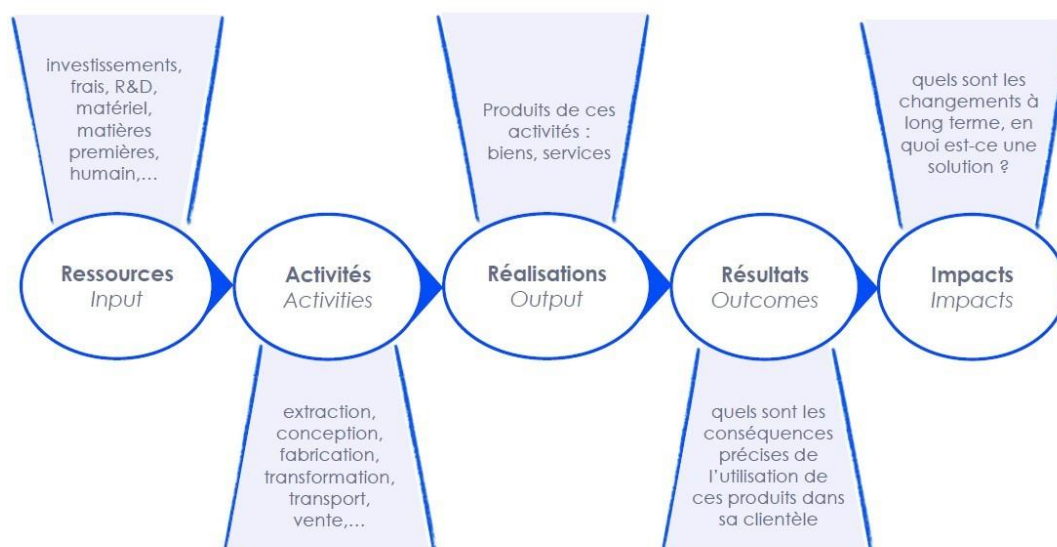 investissements,
frais, R&D,
matériel,
matières
premières,
humain,...
Produits de ces
activités :
biens, services
quels sont les
changements à
long terme, en
quoi est-ce une
solution ?
Ressources
Input
Activités
Activities
Réalisations
Output
Résultats
Outcomes
Impacts
Impacts
extraction,
conception,
fabrication,
transformation,
transport,
vente,...
quels sont les
conséquences
précises de
l'utilisation de
ces produits dans
sa clientèle